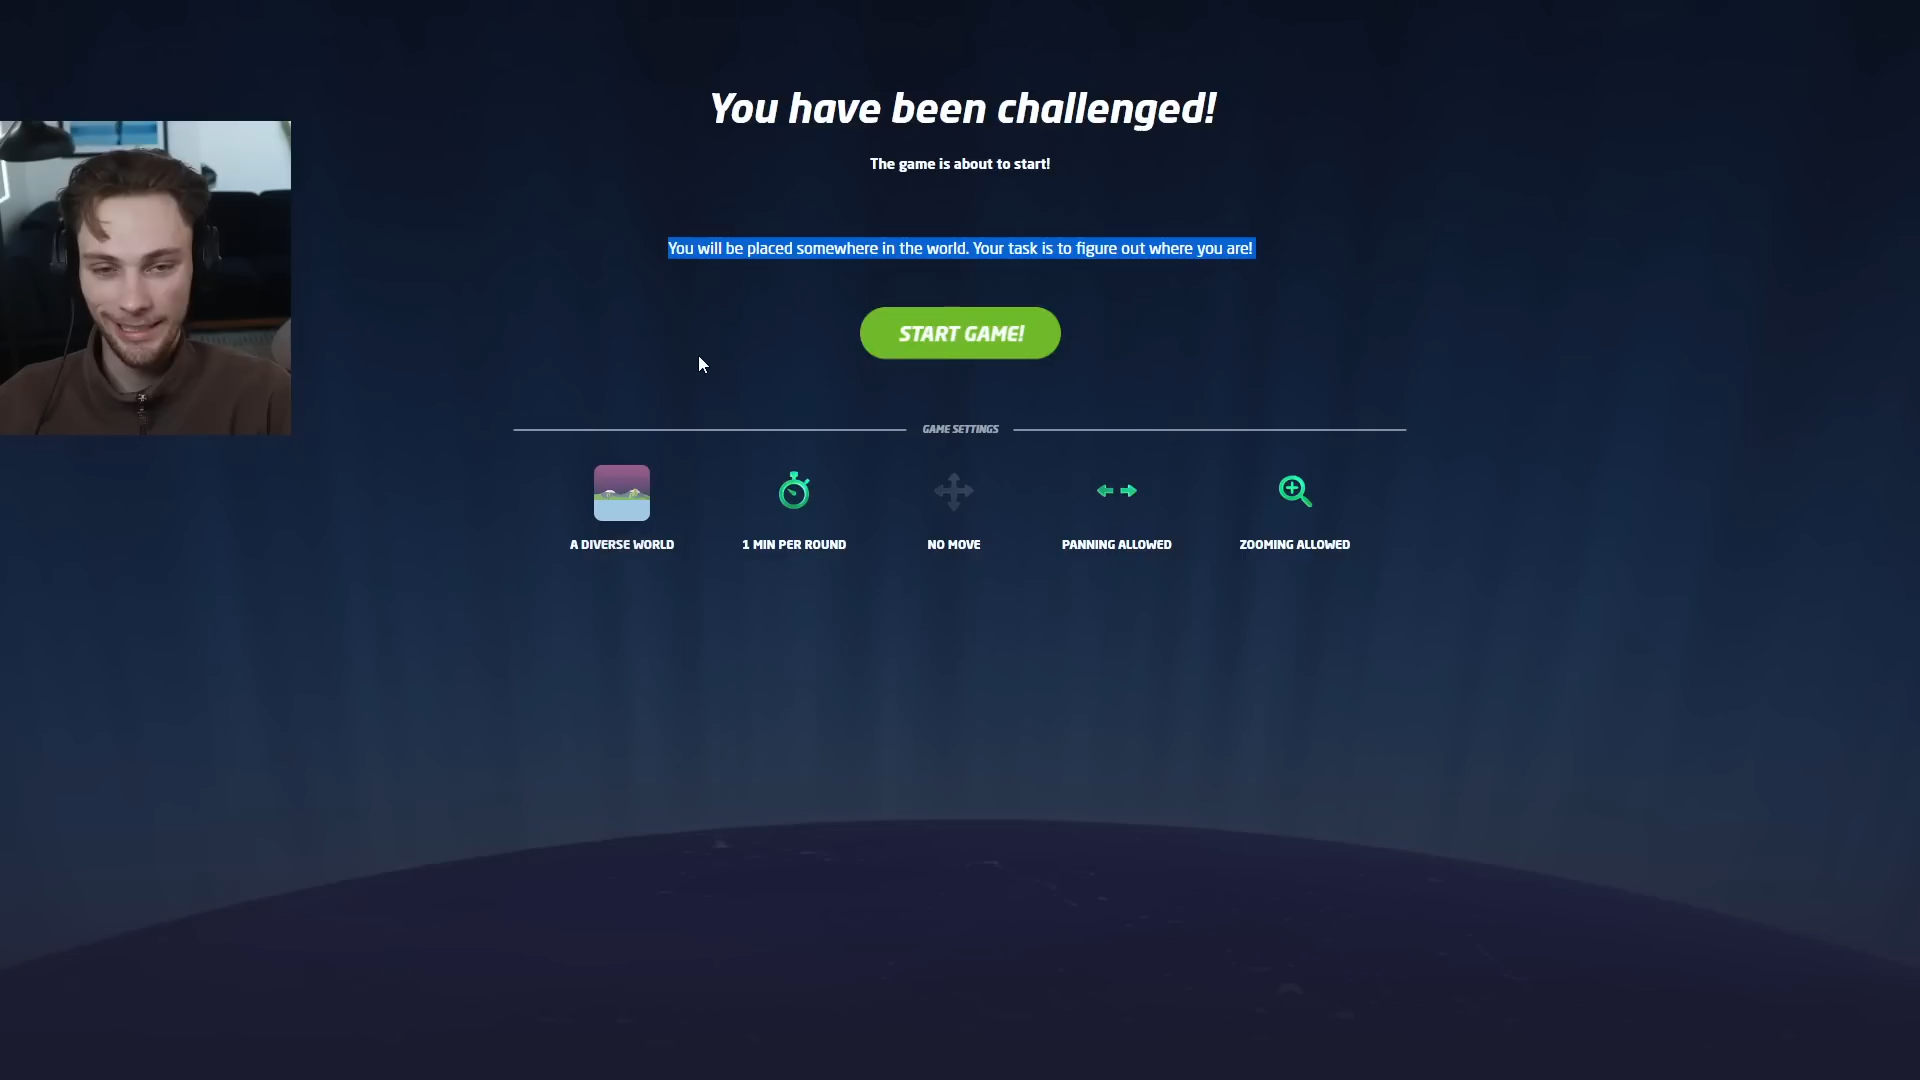 You have been challenged!
The game is about to start!
You will be placed somewhere in the world. Your task is to figure out where you are!
START GAME!
GAME SETTINGS
A DIVERSE WORLD
1 MIN PER ROUND
NO MOVE
PANNING ALLOWED
ZOOMING ALLOWED